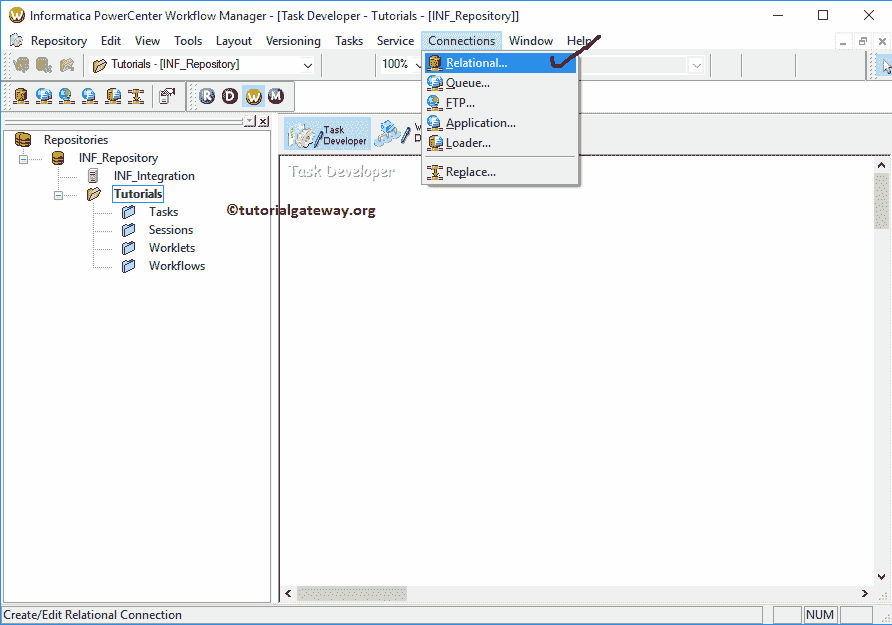 Informatica PowerCenter Workflow Manager - [Task Developer - Tutorials - [INF_Repository]]
Repository Edit View Tools Layout Versioning Tasks Service Connections Window Help
Tutorials - [INF_Repository] 100%
Relational...
Queue...
FTP...
Application...
Loader...
Replace...
R D W M
Repositories
INF_Repository
INF_Integration
Tutorials
Tasks
Sessions
Worklets
Workflows
Task
Developer
Task Developer
©tutorialgateway.org
Create/Edit Relational Connection NUM